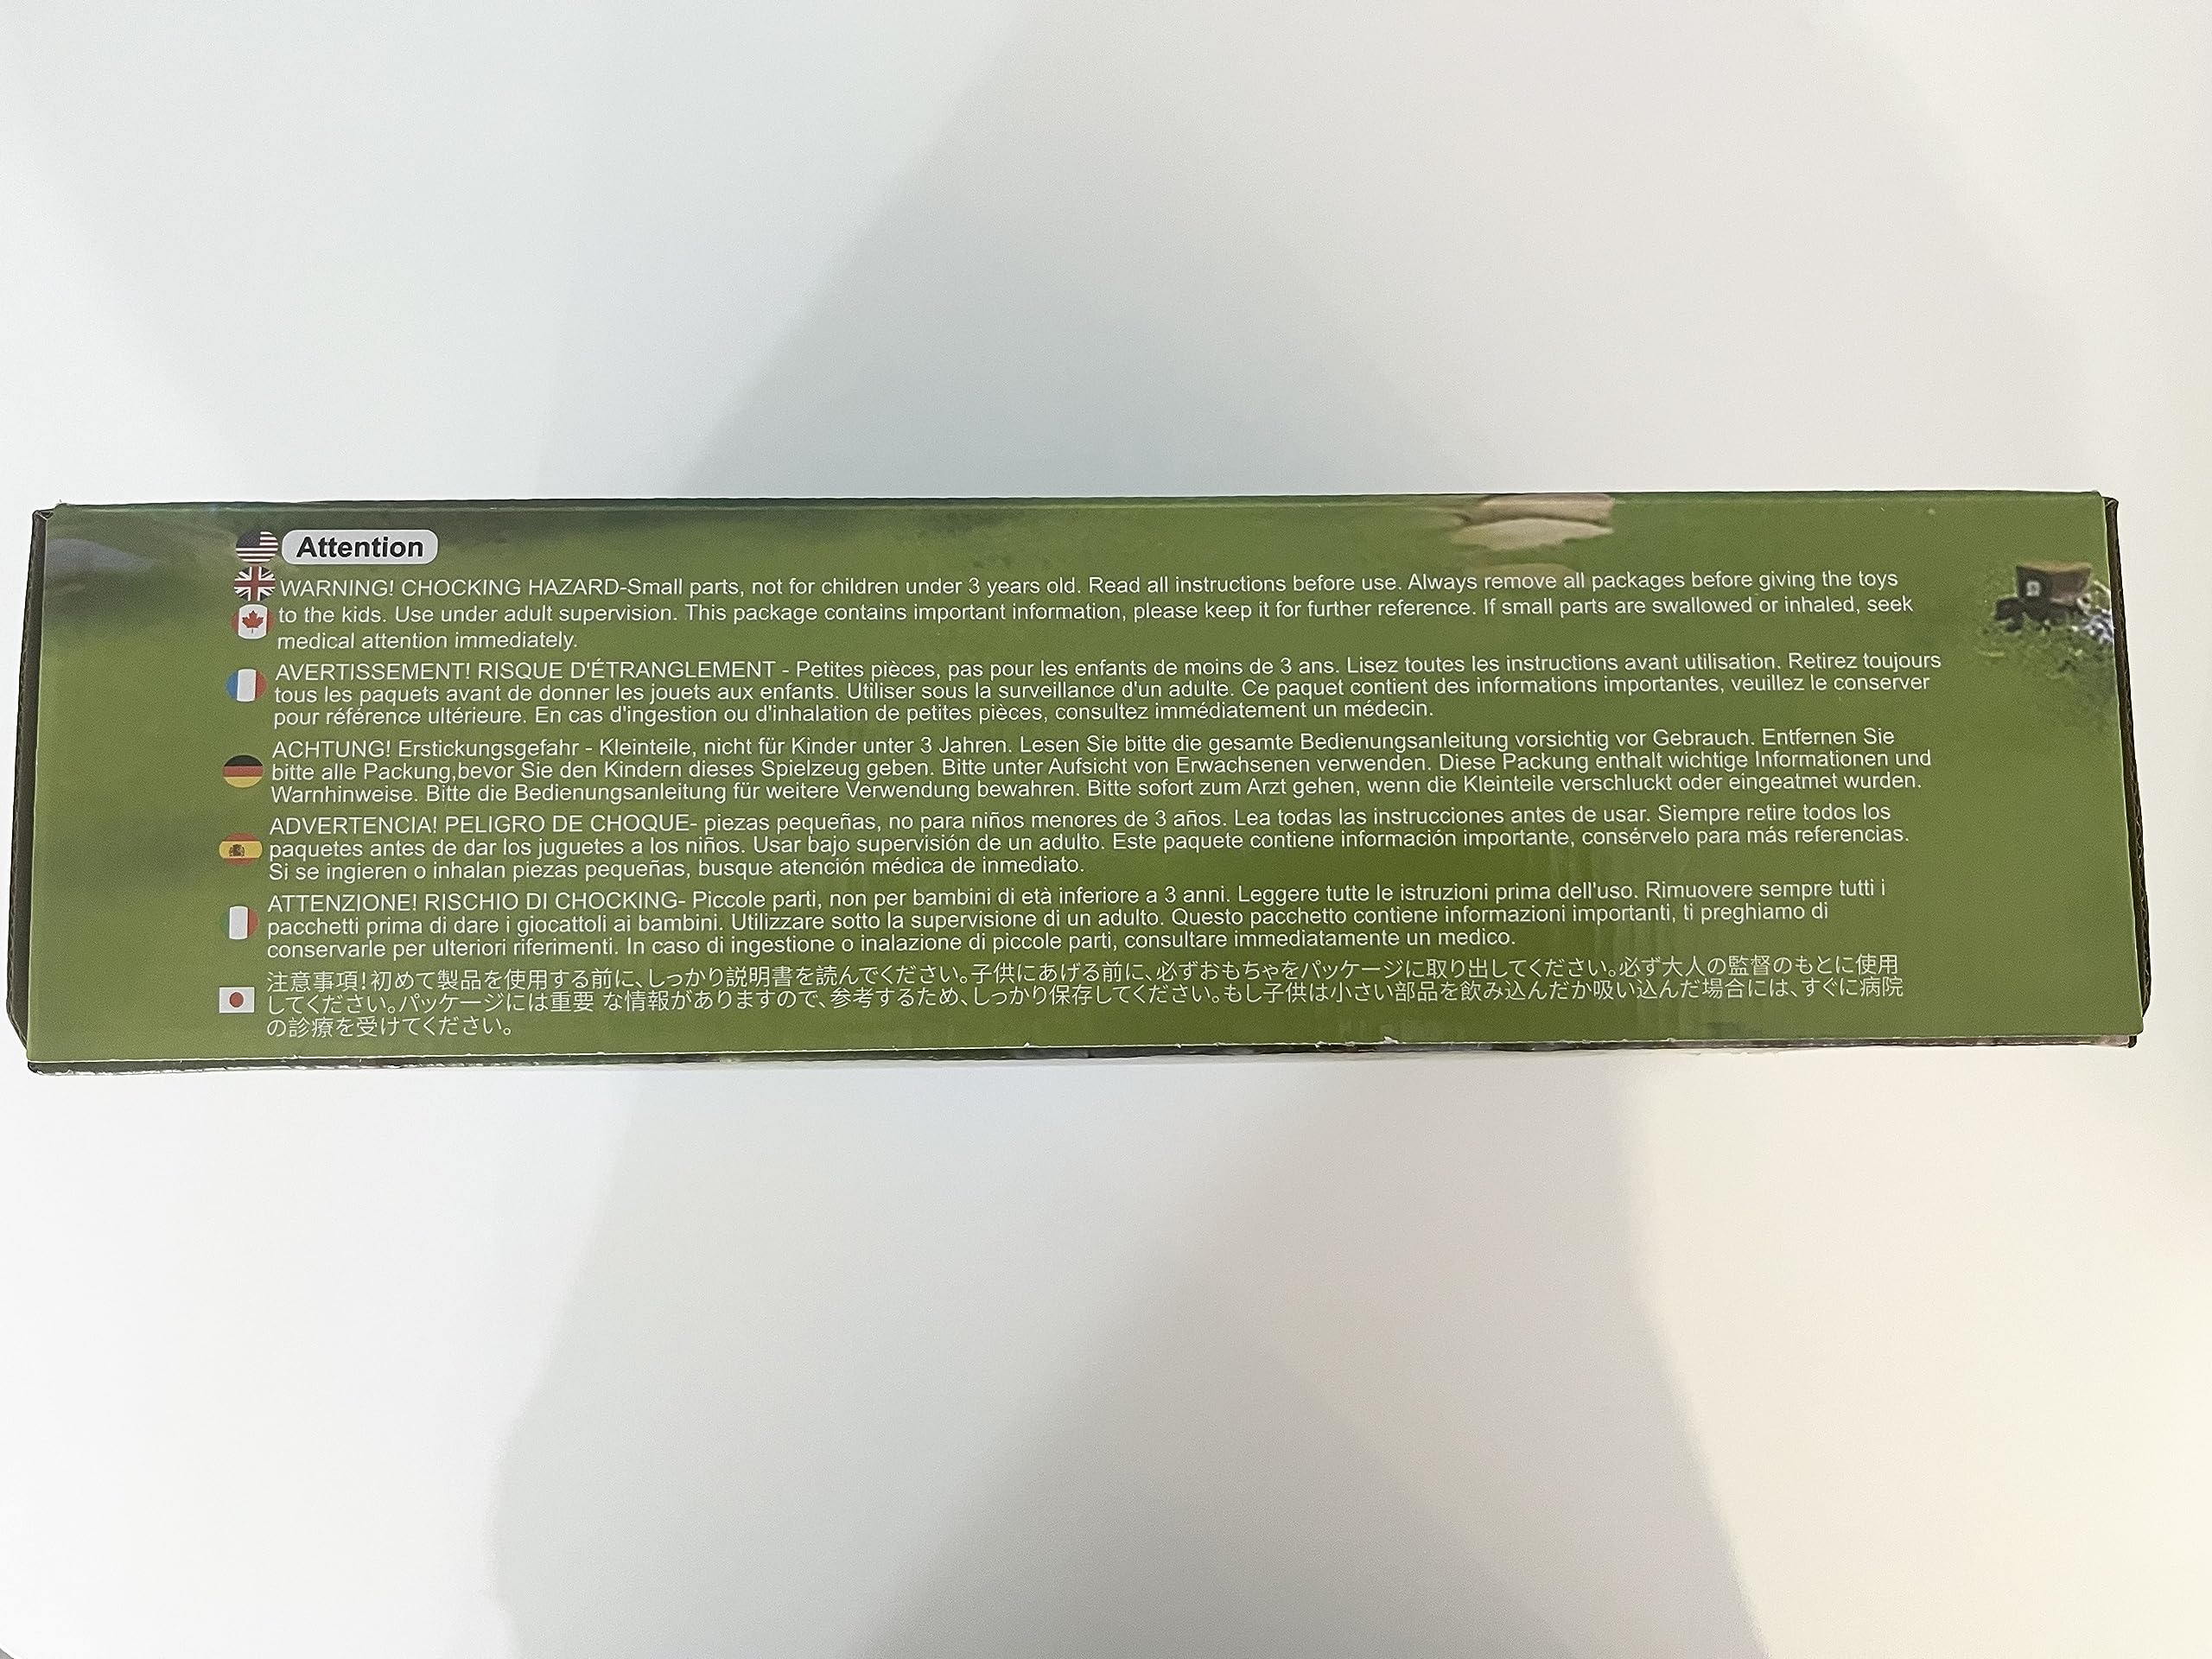 Attention
WARNING! CHOCKING HAZARD-Small parts, not for children under 3 years old. Read all instructions before use. Always remove all packages before giving the toys
to the kids. Use under adult supervision. This package contains important information, please keep it for further reference. If small parts are swallowed or inhaled, seek
medical attention immediately.
AVERTISSEMENT! RISQUE D'ÉTRANGLEMENT - Petites pièces, pas pour les enfants de moins de 3 ans. Lisez toutes les instructions avant utilisation. Retirez toujours
tous les paquets avant de donner les jouets aux enfants. Utiliser sous la surveillance d'un adulte. Ce paquet contient des informations importantes, veuillez le conserver
pour référence ultérieure. En cas d'ingestion ou d'inhalation de petites pièces, consultez immédiatement un médecin.
ACHTUNG! Erstickungsgefahr - Kleinteile, nicht für Kinder unter 3 Jahren. Lesen Sie bitte die gesamte Bedienungsanleitung vorsichtig vor Gebrauch. Entfernen Sie
bitte alle Packung,bevor Sie den Kindern dieses Spielzeug geben. Bitte unter Aufsicht von Erwachsenen verwenden. Diese Packung enthalt wichtige Informationen und
Warnhinweise. Bitte die Bedienungsanleitung für weitere Verwendung bewahren. Bitte sofort zum Arzt gehen, wenn die Kleinteile verschluckt oder eingeatmet wurden.
ADVERTENCIA! PELIGRO DE CHOQUE- piezas pequeñas, no para niños menores de 3 años. Lea todas las instrucciones antes de usar. Siempre retire todos los
paquetes antes de dar los juguetes a los niños. Usar bajo supervisión de un adulto. Este paquete contiene información importante, consérvelo para más referencias.
Si se ingieren o inhalan piezas pequeñas, busque atención médica de inmediato.
ATTENZIONE! RISCHIO DI CHOCKING- Piccole parti, non per bambini di età inferiore a 3 anni. Leggere tutte le istruzioni prima dell'uso. Rimuovere sempre tutti i
pacchetti prima di dare i giocattoli ai bambini. Utilizzare sotto la supervisione di un adulto. Questo pacchetto contiene informazioni importanti, ti preghiamo di
conservarle per ulteriori riferimenti. In caso di ingestione o inalazione di piccole parti, consultare immediatamente un medico.
注意事項!初めて製品を使用する前に、しっかり説明書を読んでください。子供にあげる前に、必ずおもちゃをパッケージに取り出してください。必ず大人の監督のもとに使用
してください。パッケージには重要 な情報がありますので、参考するため、しっかり保存してください。もし子供は小さい部品を飲み込んだか吸い込んだ場合には、すぐに病院
の診療を受けてください。